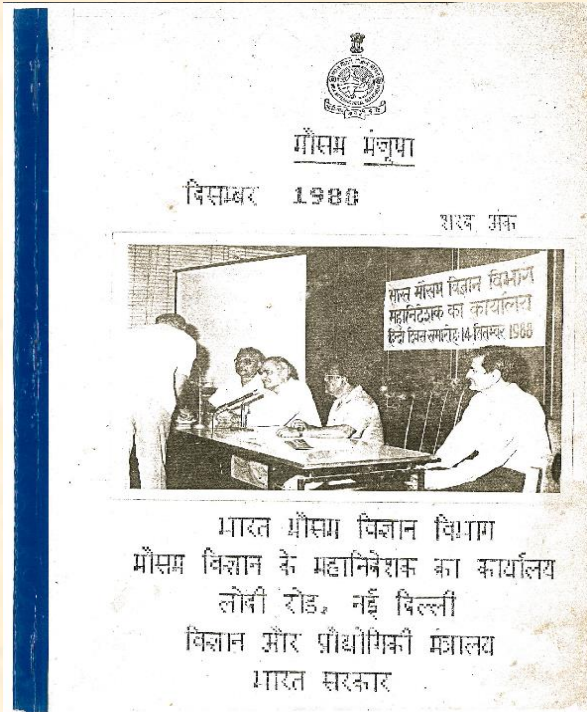 मौसम मंजूषा
दिसम्बर 1988
शरद अंक
भारत मौसम विज्ञान विभाग
महानिदेशक का कार्यालय
हिन्दी दिवस समारोह: 14 सितम्बर 1988
भारत मौसम विज्ञान विभाग
मौसम विज्ञान के महानिदेशक का कार्यालय
लोदी रोड, नई दिल्ली
विज्ञान और प्रौद्योगिकी मंत्रालय
भारत सरकार